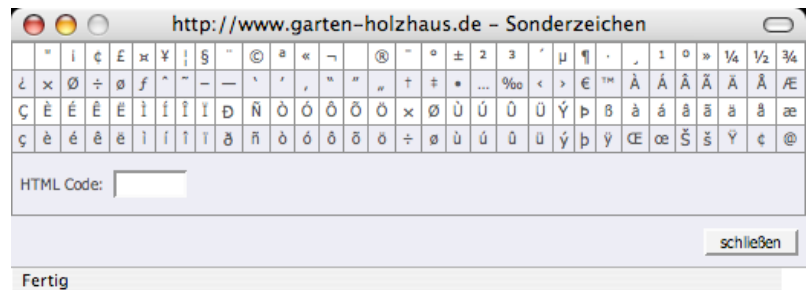 http://www.garten-holzhaus.de – Sonderzeichen
" ¡ ¢ £ ¤ ¥ ¦ § ¨ © ª « ¬ ® ¯ ° ± ² ³ ´ µ ¶ · ¸ ¹ º » ¼ ½ ¾
¿ × Ø ÷ ø ƒ ˆ ˜ – — ‘ ’ ‚ “ ” „ † ‡ • … ‰ ‹ › € ™ À Á Â Ã Ä Å Æ
Ç È É Ê Ë Ì Í Î Ï Ð Ñ Ò Ó Ô Õ Ö × Ø Ù Ú Û Ü Ý Þ ß à á â ã ä å æ
ç è é ê ë ì í î ï ð ñ ò ó ô õ ö ÷ ø ù ú û ü ý þ ÿ Œ œ Š š Ÿ ¢ @
HTML Code:
schließen
Fertig